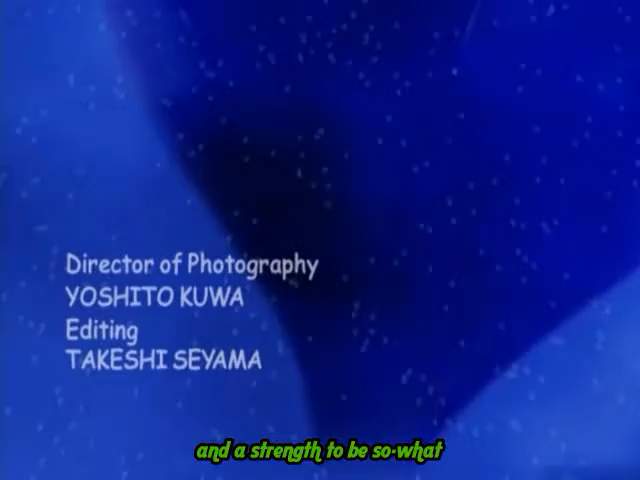 Director of Photography
YOSHITO KUWA
Editing
TAKESHI SEYAMA
and a strength to be so-what